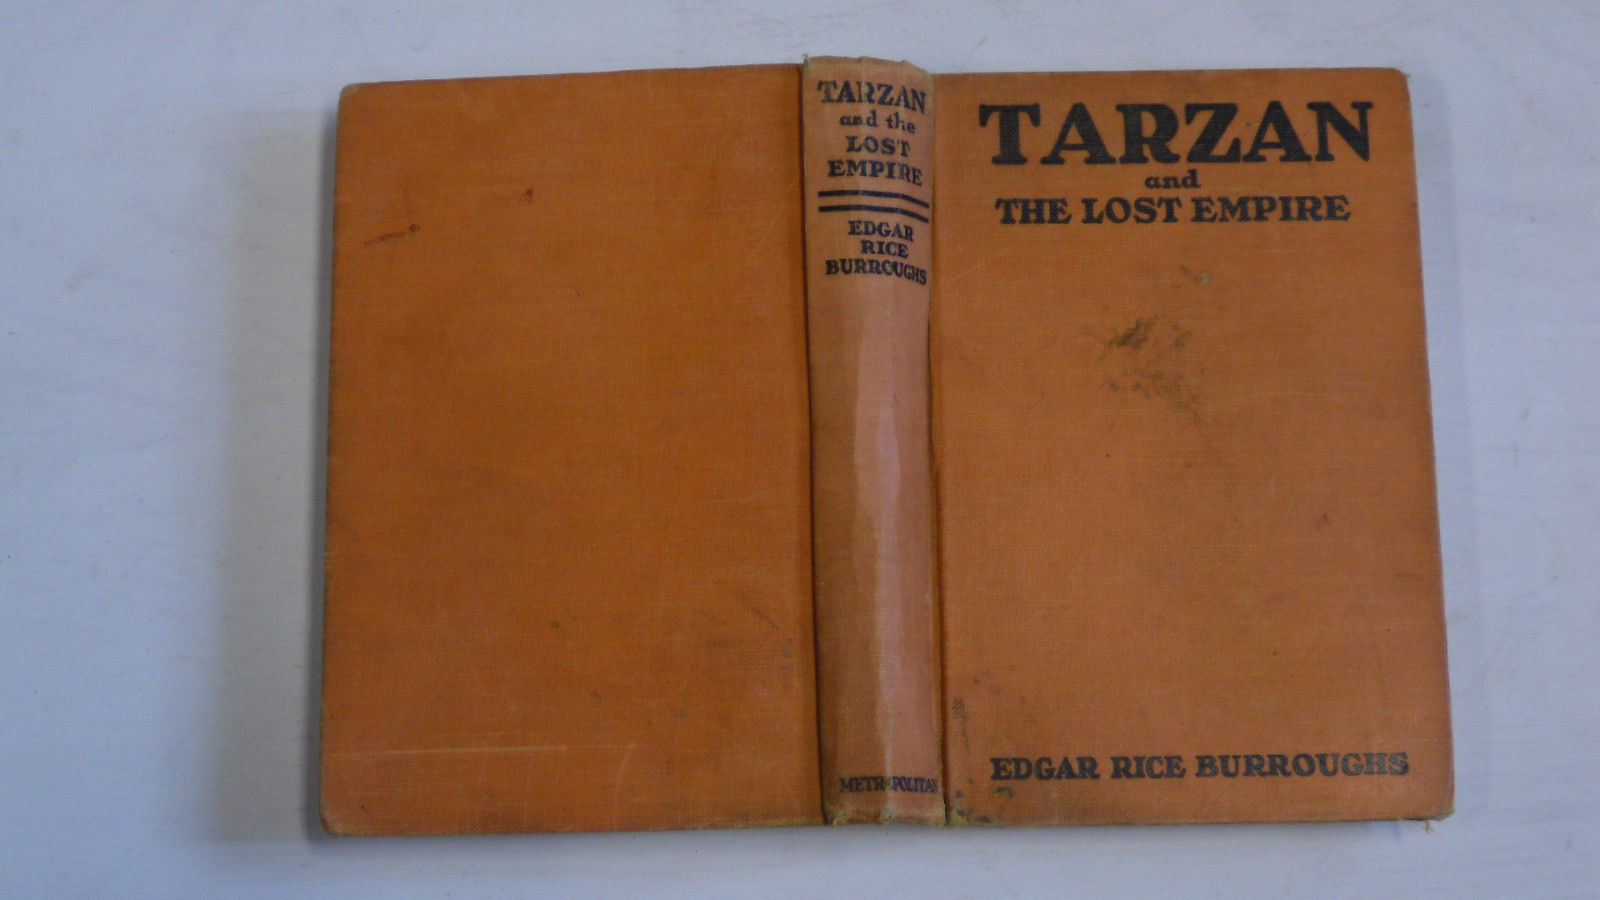 TARZAN
and the
LOST
EMPIRE
EDGAR
RICE
BURROUGHS
METROPOLITAN
TARZAN
and
THE LOST EMPIRE
EDGAR RICE BURROUGHS